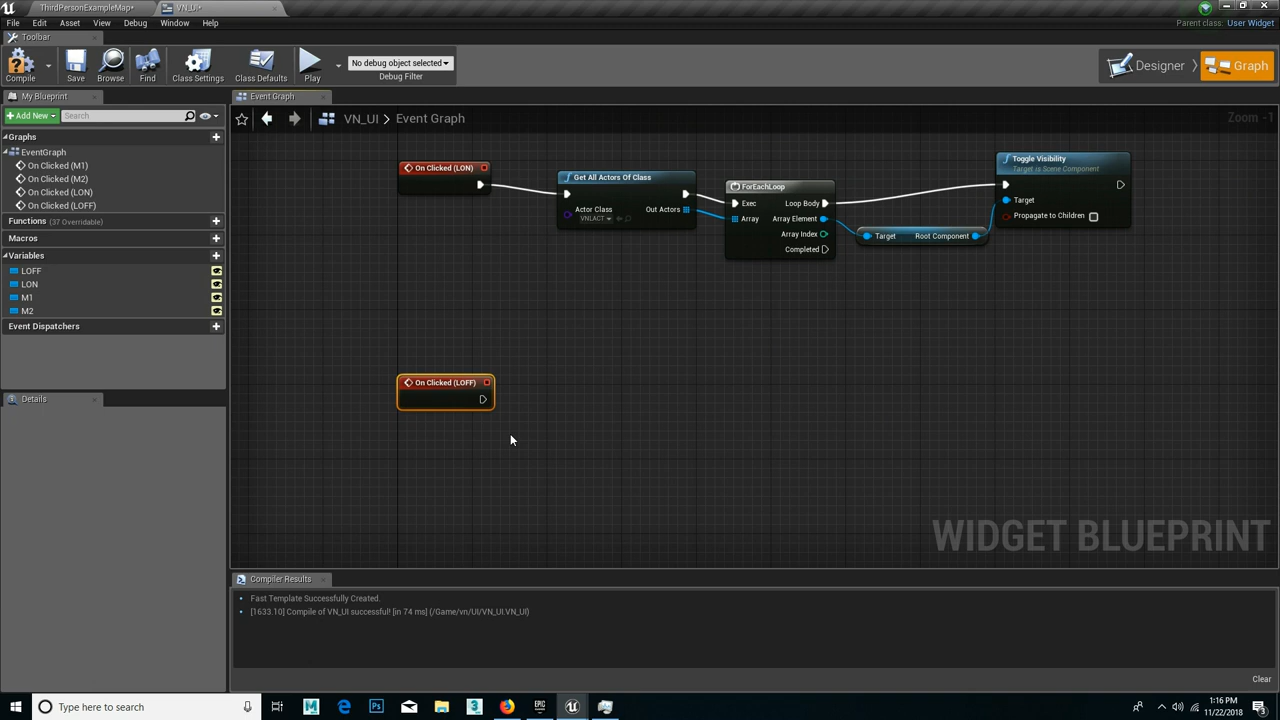 ThirdPersonExampleMap*
VN_UI*
File Edit Asset View Debug Window Help
Parent class: User Widget
Toolbar
Compile
Save
Browse
Find
Class Settings
Class Defaults
Play
No debug object selected
Debug Filter
Designer
Graph
My Blueprint
Add New
Search
Graphs
EventGraph
On Clicked (M1)
On Clicked (M2)
On Clicked (LON)
On Clicked (LOFF)
Functions (37 Overridable)
Macros
Variables
LOFF
LON
M1
M2
Event Dispatchers
Details
Event Graph
VN_UI > Event Graph
Zoom -1
On Clicked (LON)
Get All Actors Of Class
Actor Class
VNLACT
Out Actors
ForEachLoop
Exec
Loop Body
Array
Array Element
Array Index
Completed
Target
Root Component
Toggle Visibility
Target is Scene Component
Target
Propagate to Children
On Clicked (LOFF)
WIDGET BLUEPRINT
Compiler Results
Fast Template Successfully Created.
[1633.10] Compile of VN_UI successful! [in 74 ms] (/Game/vn/UI/VN_UI.VN_UI)
Clear
Type here to search
1:16 PM
11/22/2018